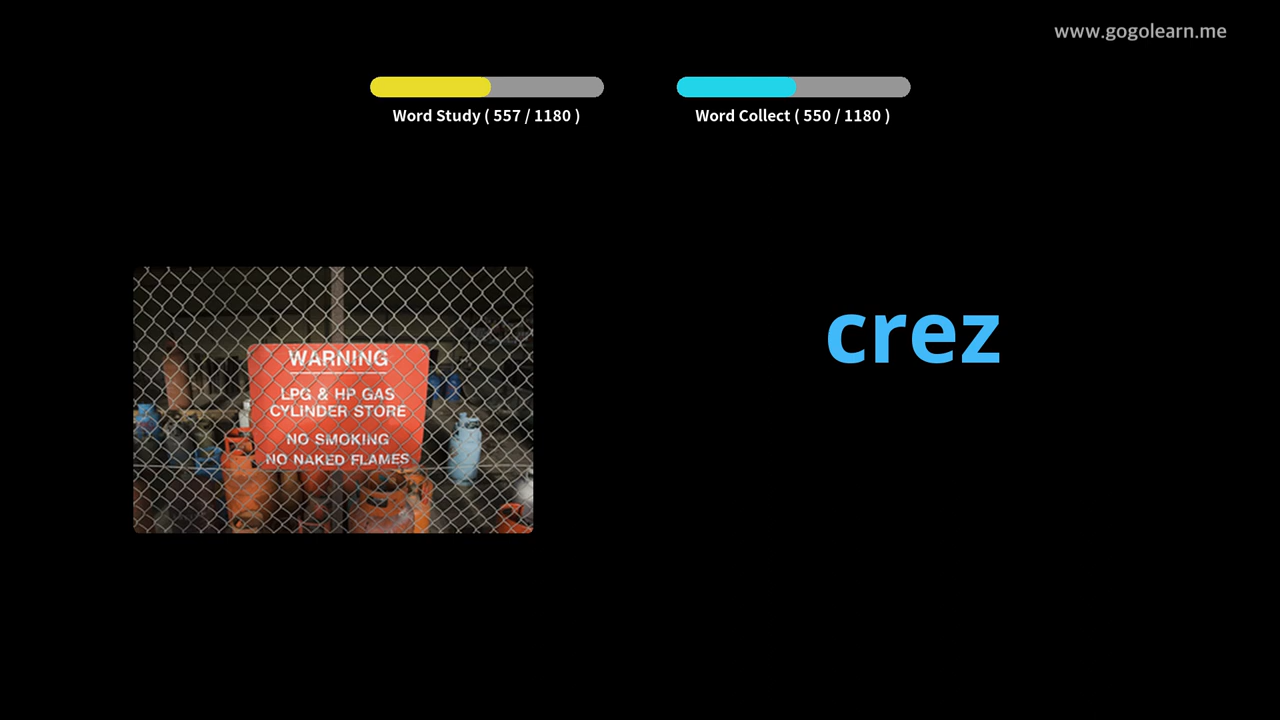 www.gogolearn.me
Word Study ( 557 / 1180 )
Word Collect ( 550 / 1180 )
WARNING
LPG & HP GAS
CYLINDER STORE
NO SMOKING
NO NAKED FLAMES
crez